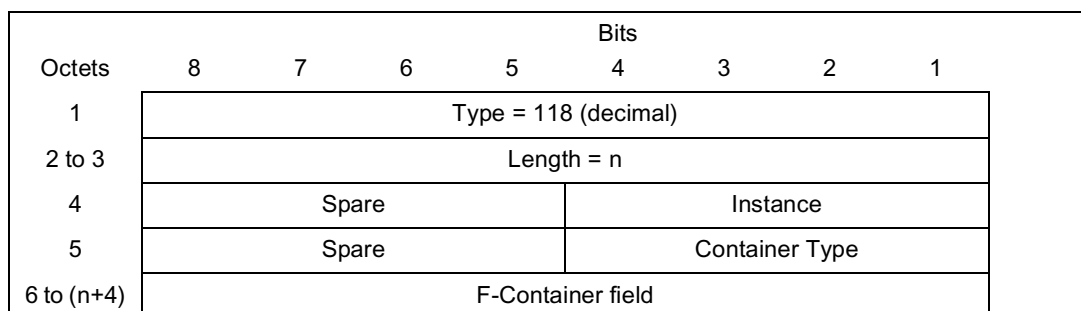 Bits
Octets 8 7 6 5 4 3 2 1
1 Type = 118 (decimal)
2 to 3 Length = n
4 Spare Instance
5 Spare Container Type
6 to (n+4) F-Container field